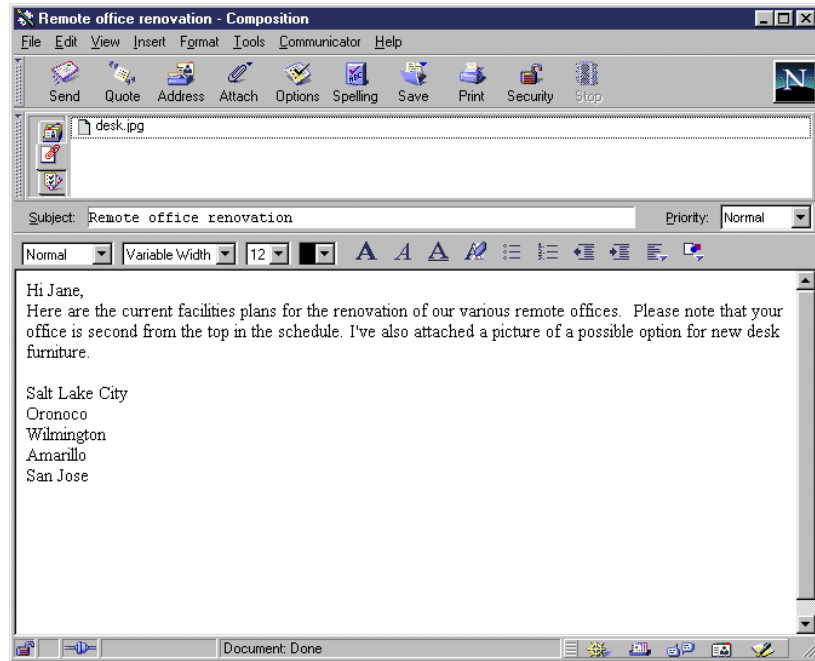 Remote office renovation - Composition
File Edit View Insert Format Tools Communicator Help
Send Quote Address Attach Options Spelling Save Print Security Stop
N
desk.jpg
Subject: Remote office renovation Priority: Normal
Normal Variable Width 12 A A A
Hi Jane,
Here are the current facilities plans for the renovation of our various remote offices.  Please note that your
office is second from the top in the schedule. I've also attached a picture of a possible option for new desk
furniture.
Salt Lake City
Oronoco
Wilmington
Amarillo
San Jose
Document: Done